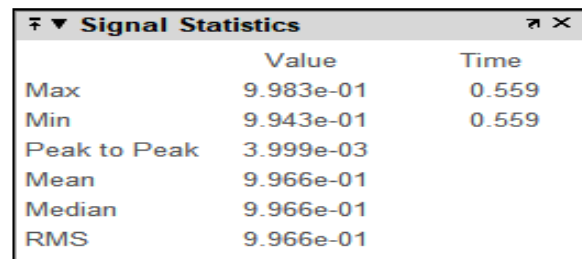 Signal Statistics
Value Time
Max 9.983e-01 0.559
Min 9.943e-01 0.559
Peak to Peak 3.999e-03
Mean 9.966e-01
Median 9.966e-01
RMS 9.966e-01